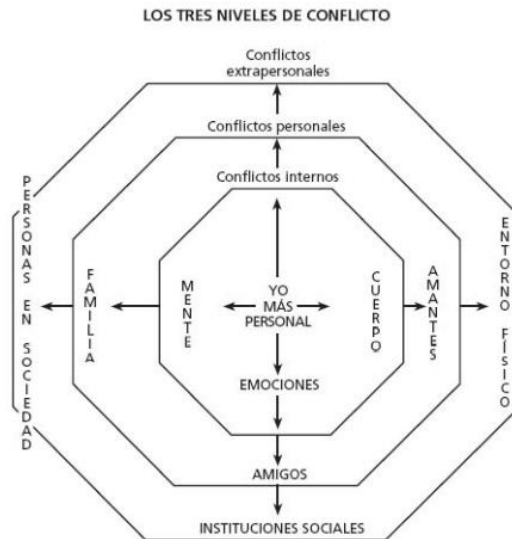 LOS TRES NIVELES DE CONFLICTO
Conflictos
extrapersonales
Conflictos personales
Conflictos internos
PERSONAS EN SOCIEDAD
FAMILIA
MENTE
YO
MÁS
PERSONAL
CUERPO
AMANTES
ENTORNO FÍSICO
EMOCIONES
AMIGOS
INSTITUCIONES SOCIALES